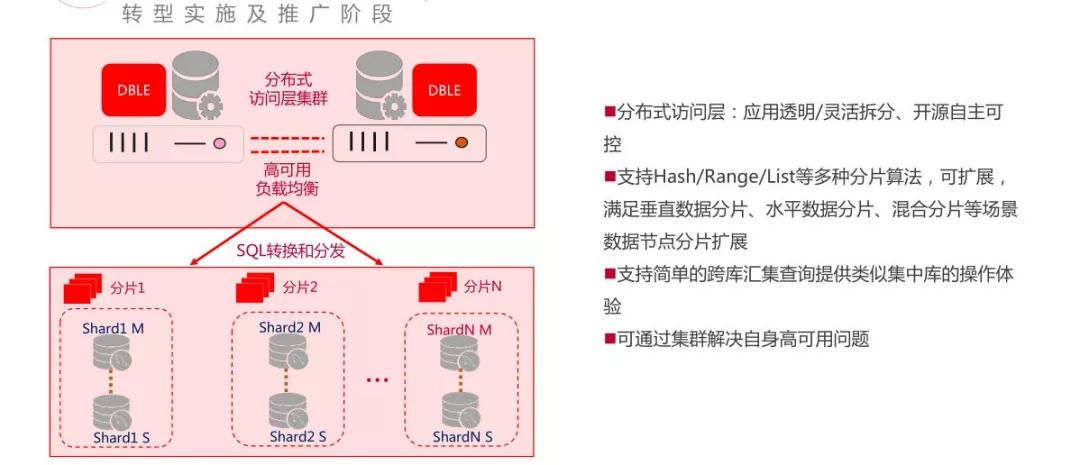 转型实施及推广阶段
DBLE
分布式
访问层集群
DBLE
高可用
负载均衡
SQL转换和分发
分片1
分片2
分片N
Shard1 M
Shard2 M
ShardN M
...
Shard1 S
Shard2 S
ShardN S
■分布式访问层：应用透明/灵活拆分、开源自主可
控
■支持Hash/Range/List等多种分片算法，可扩展，
满足垂直数据分片、水平数据分片、混合分片等场景
数据节点分片扩展
■支持简单的跨库汇集查询提供类似集中库的操作体
验
■可通过集群解决自身高可用问题